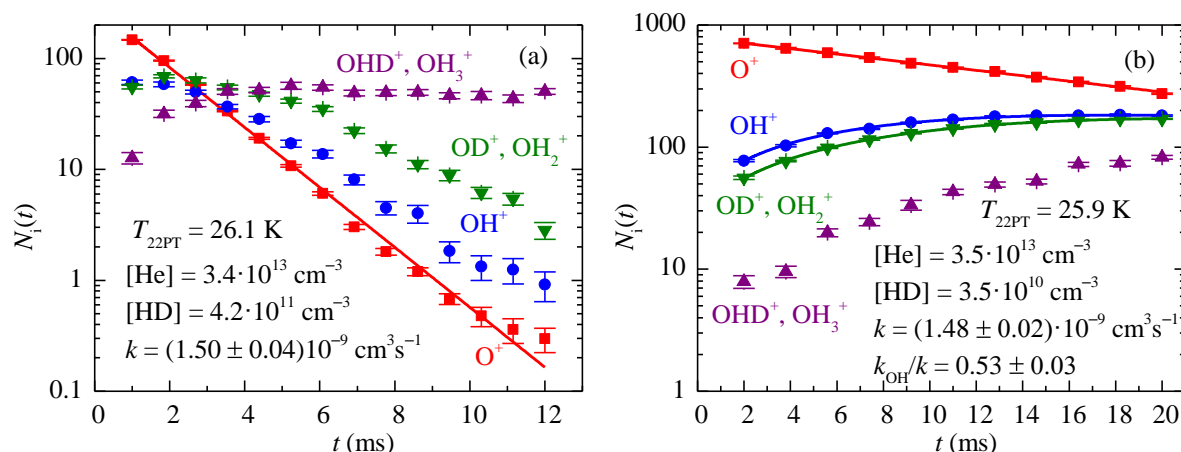 (a)
100
10
1
0.1
N_i(t)
OHD⁺, OH₃⁺
OD⁺, OH₂⁺
OH⁺
T_22PT = 26.1 K
[He] = 3.4·10¹³ cm⁻³
[HD] = 4.2·10¹¹ cm⁻³
k = (1.50 ± 0.04)10⁻⁹ cm³s⁻¹
O⁺
0 2 4 6 8 10 12
t (ms)
(b)
1000
100
10
1
N_i(t)
O⁺
OH⁺
OD⁺, OH₂⁺
T_22PT = 25.9 K
[He] = 3.5·10¹³ cm⁻³
[HD] = 3.5·10¹⁰ cm⁻³
OHD⁺, OH₃⁺
k = (1.48 ± 0.02)·10⁻⁹ cm³s⁻¹
k_OH/k = 0.53 ± 0.03
0 2 4 6 8 10 12 14 16 18 20
t (ms)